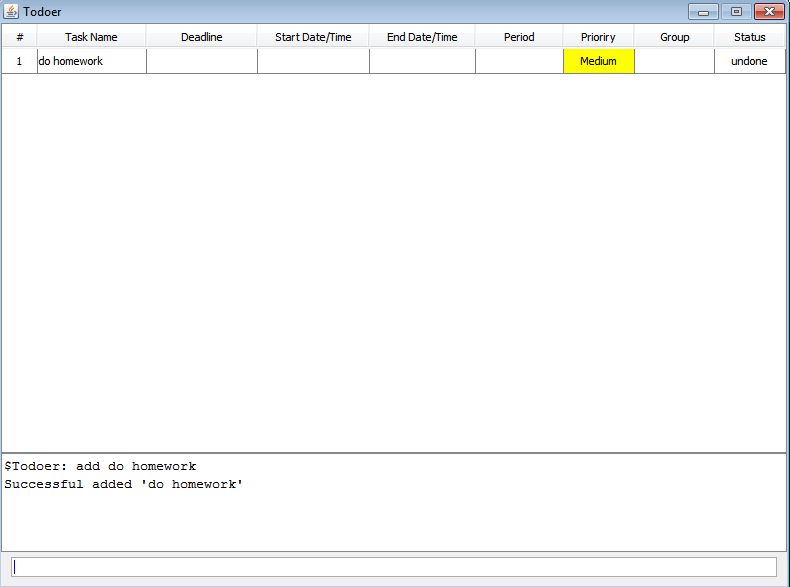 Todoer
# Task Name Deadline Start Date/Time End Date/Time Period Prioriry Group Status
1 do homework Medium undone
$Todoer: add do homework
Successful added 'do homework'